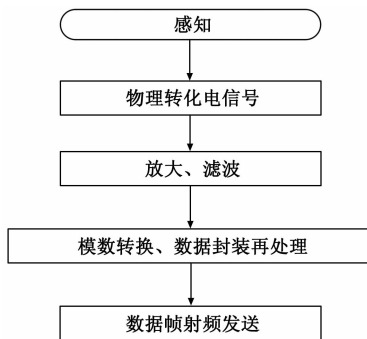 感知
物理转化电信号
放大、滤波
模数转换、数据封装再处理
数据帧射频发送